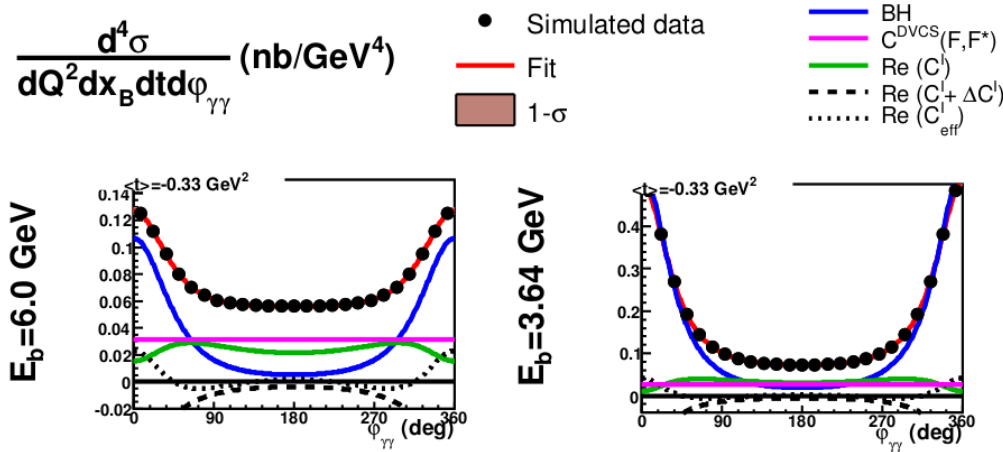 d⁴σ
dQ²dx_B dtdφ_γγ (nb/GeV⁴)
Simulated data
Fit
1-σ
BH
C^DVCS(F,F*)
Re (C^I)
Re (C^I+ ΔC^I)
Re (C^I_eff)
E_b=6.0 GeV
<t>=-0.33 GeV²
0.14
0.12
0.1
0.08
0.06
0.04
0.02
0
-0.02
0 90 180 270 360
φ_γγ (deg)
E_b=3.64 GeV
<t>=-0.33 GeV²
0.4
0.3
0.2
0.1
0
0 90 180 270 360
φ_γγ (deg)